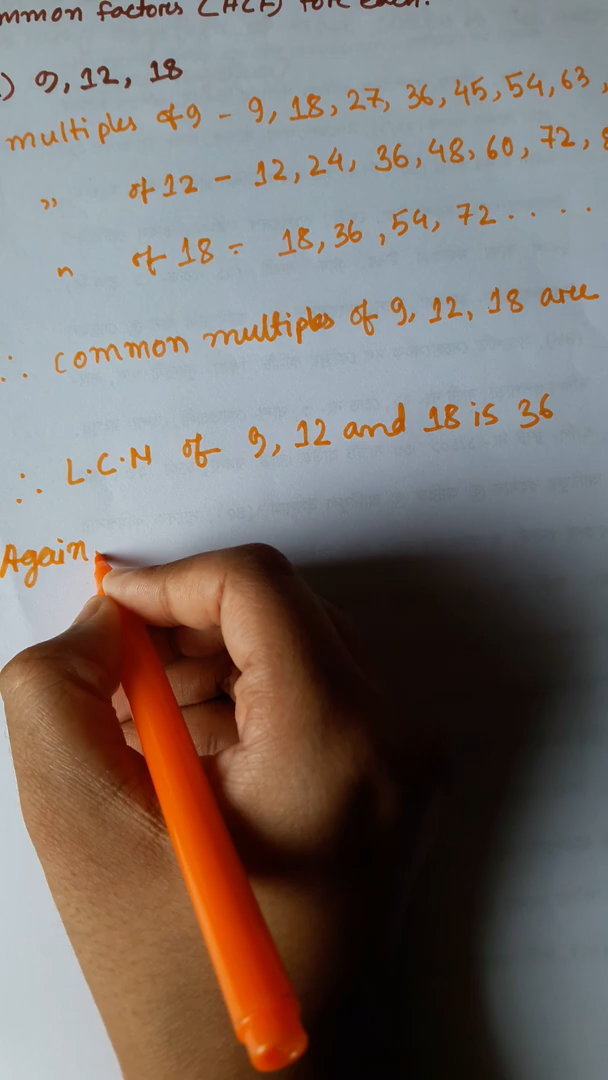 mmon factors (HCF) for each.
) 9, 12, 18
multiples of 9 - 9, 18, 27, 36, 45, 54, 63,
,, of 12 - 12, 24, 36, 48, 60, 72,
" of 18 - 18, 36, 54, 72 . . . .
∴ common multiples of 9, 12, 18 are
∴ L.C.M of 9, 12 and 18 is 36
Again